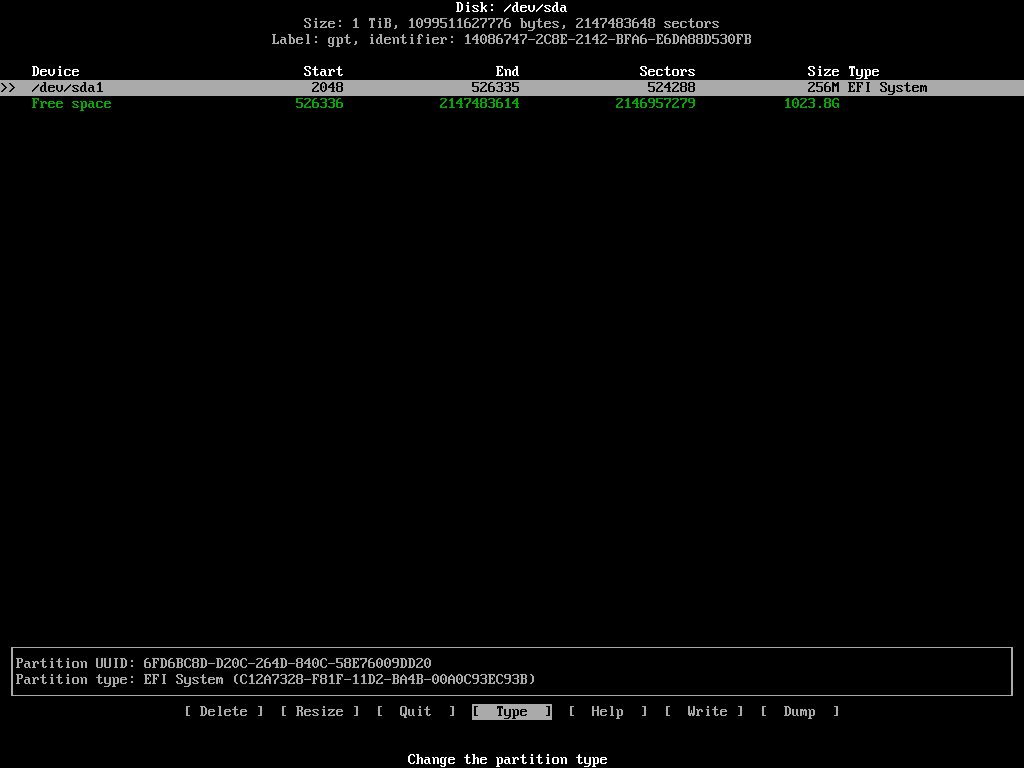 Disk: /dev/sda
Size: 1 TiB, 1099511627776 bytes, 2147483648 sectors
Label: gpt, identifier: 14086747-2C8E-2142-BFA6-E6DA88D530FB
Device Start End Sectors Size Type
>> /dev/sda1 2048 526335 524288 256M EFI System
Free space 526336 2147483614 2146957279 1023.8G
Partition UUID: 6FD6BC8D-D20C-264D-840C-58E76009DD20
Partition type: EFI System (C12A7328-F81F-11D2-BA4B-00A0C93EC93B)
[ Delete ] [ Resize ] [ Quit ] [ Type ] [ Help ] [ Write ] [ Dump ]
Change the partition type